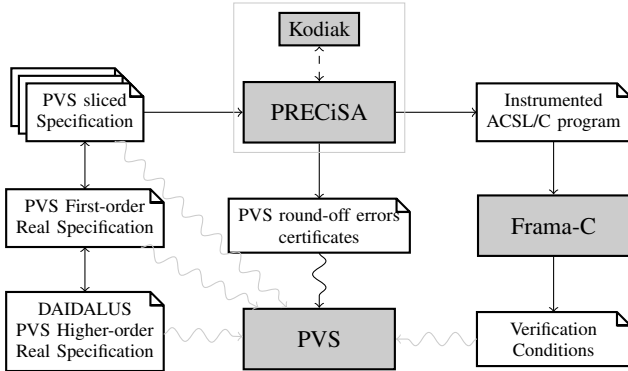 Kodiak
PVS sliced
Specification
PRECiSA
Instrumented
ACSL/C program
PVS First-order
Real Specification
PVS round-off errors
certificates
Frama-C
DAIDALUS
PVS Higher-order
Real Specification
PVS
Verification
Conditions